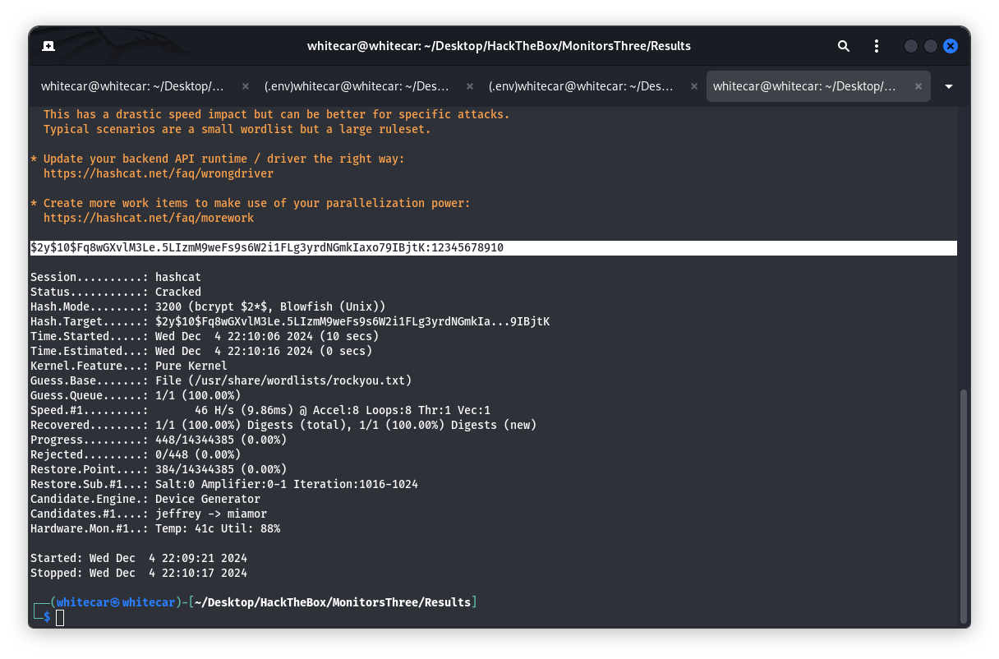 whitecar@whitecar: ~/Desktop/HackTheBox/MonitorsThree/Results
whitecar@whitecar: ~/Desktop/... × (.env)whitecar@whitecar: ~/Des... × (.env)whitecar@whitecar: ~/Des... × whitecar@whitecar: ~/Desktop/... ×
This has a drastic speed impact but can be better for specific attacks.
Typical scenarios are a small wordlist but a large ruleset.
* Update your backend API runtime / driver the right way:
https://hashcat.net/faq/wrongdriver
* Create more work items to make use of your parallelization power:
https://hashcat.net/faq/morework
$2y$10$Fq8wGXvlM3Le.5LIzmM9weFs9s6W2i1FLg3yrdNGmkIaxo79IBjtK:12345678910
Session..........: hashcat
Status...........: Cracked
Hash.Mode........: 3200 (bcrypt $2*$, Blowfish (Unix))
Hash.Target......: $2y$10$Fq8wGXvlM3Le.5LIzmM9weFs9s6W2i1FLg3yrdNGmkIa...9IBjtK
Time.Started.....: Wed Dec  4 22:10:06 2024 (10 secs)
Time.Estimated...: Wed Dec  4 22:10:16 2024 (0 secs)
Kernel.Feature...: Pure Kernel
Guess.Base.......: File (/usr/share/wordlists/rockyou.txt)
Guess.Queue......: 1/1 (100.00%)
Speed.#1.........:       46 H/s (9.86ms) @ Accel:8 Loops:8 Thr:1 Vec:1
Recovered........: 1/1 (100.00%) Digests (total), 1/1 (100.00%) Digests (new)
Progress.........: 448/14344385 (0.00%)
Rejected.........: 0/448 (0.00%)
Restore.Point....: 384/14344385 (0.00%)
Restore.Sub.#1...: Salt:0 Amplifier:0-1 Iteration:1016-1024
Candidate.Engine.: Device Generator
Candidates.#1....: jeffrey -> miamor
Hardware.Mon.#1..: Temp: 41c Util: 88%
Started: Wed Dec  4 22:09:21 2024
Stopped: Wed Dec  4 22:10:17 2024
┌──(whitecar㉿whitecar)-[~/Desktop/HackTheBox/MonitorsThree/Results]
└─$